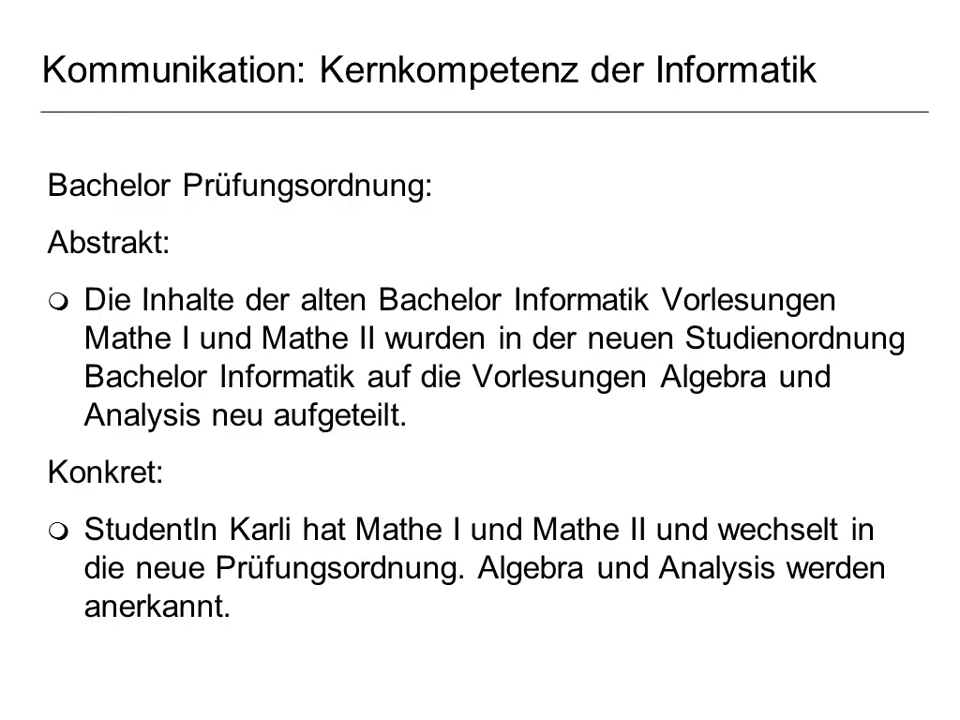 Kommunikation: Kernkompetenz der Informatik
Bachelor Prüfungsordnung:
Abstrakt:
Die Inhalte der alten Bachelor Informatik Vorlesungen
Mathe I und Mathe II wurden in der neuen Studienordnung
Bachelor Informatik auf die Vorlesungen Algebra und
Analysis neu aufgeteilt.
Konkret:
StudentIn Karli hat Mathe I und Mathe II und wechselt in
die neue Prüfungsordnung. Algebra und Analysis werden
anerkannt.